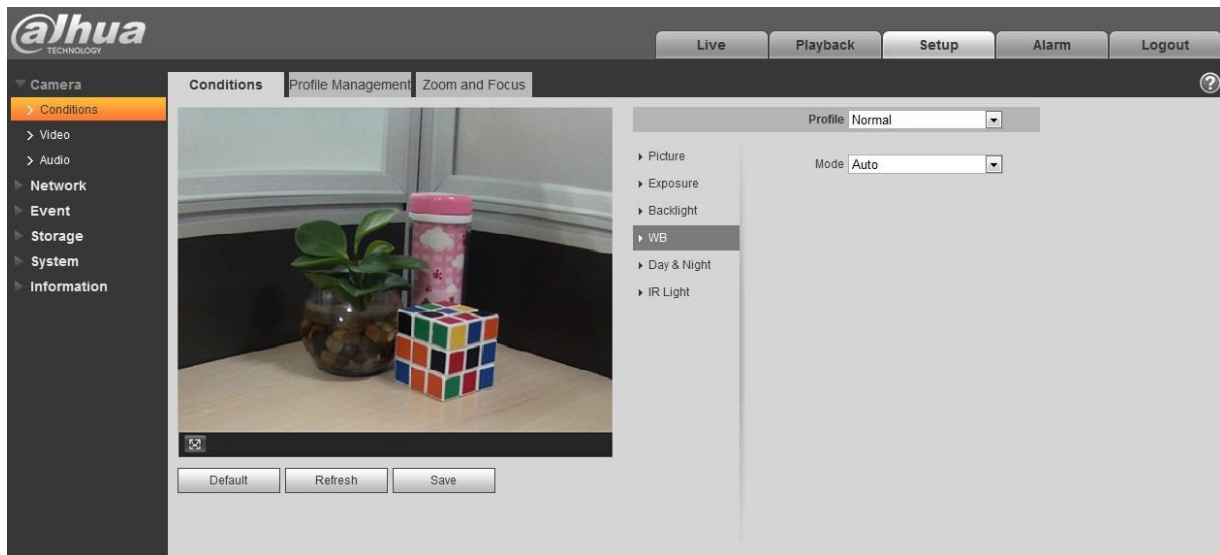 alhua
TECHNOLOGY
Live
Playback
Setup
Alarm
Logout
Camera
Conditions
Video
Audio
Network
Event
Storage
System
Information
Conditions
Profile Management
Zoom and Focus
?
Profile Normal
Picture
Exposure
Backlight
WB
Day & Night
IR Light
Mode Auto
Default
Refresh
Save